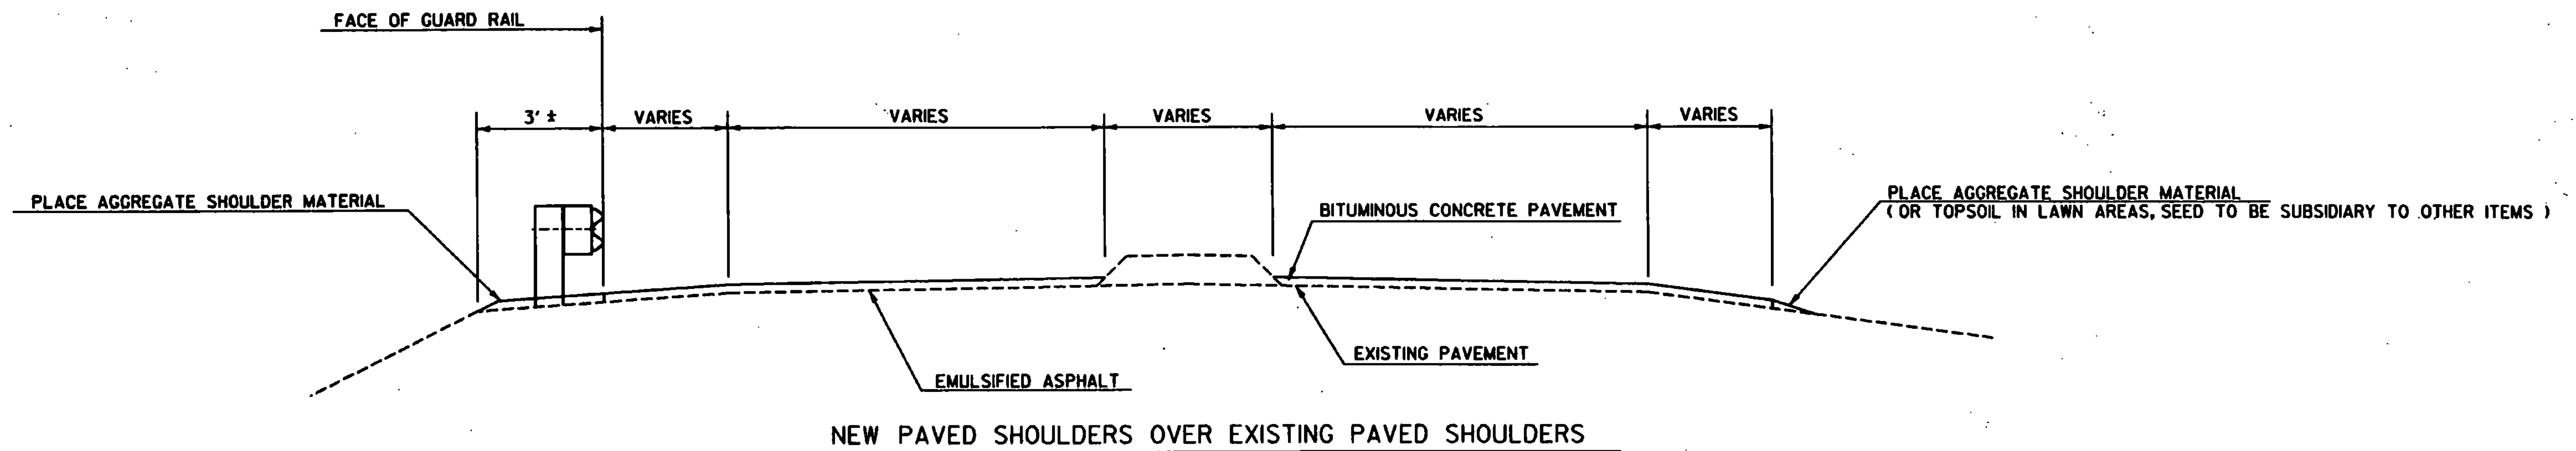 FACE OF GUARD RAIL
3' ±
VARIES
VARIES
VARIES
VARIES
VARIES
PLACE AGGREGATE SHOULDER MATERIAL
BITUMINOUS CONCRETE PAVEMENT
PLACE AGGREGATE SHOULDER MATERIAL
( OR TOPSOIL IN LAWN AREAS, SEED TO BE SUBSIDIARY TO OTHER ITEMS )
EXISTING PAVEMENT
EMULSIFIED ASPHALT
NEW PAVED SHOULDERS OVER EXISTING PAVED SHOULDERS